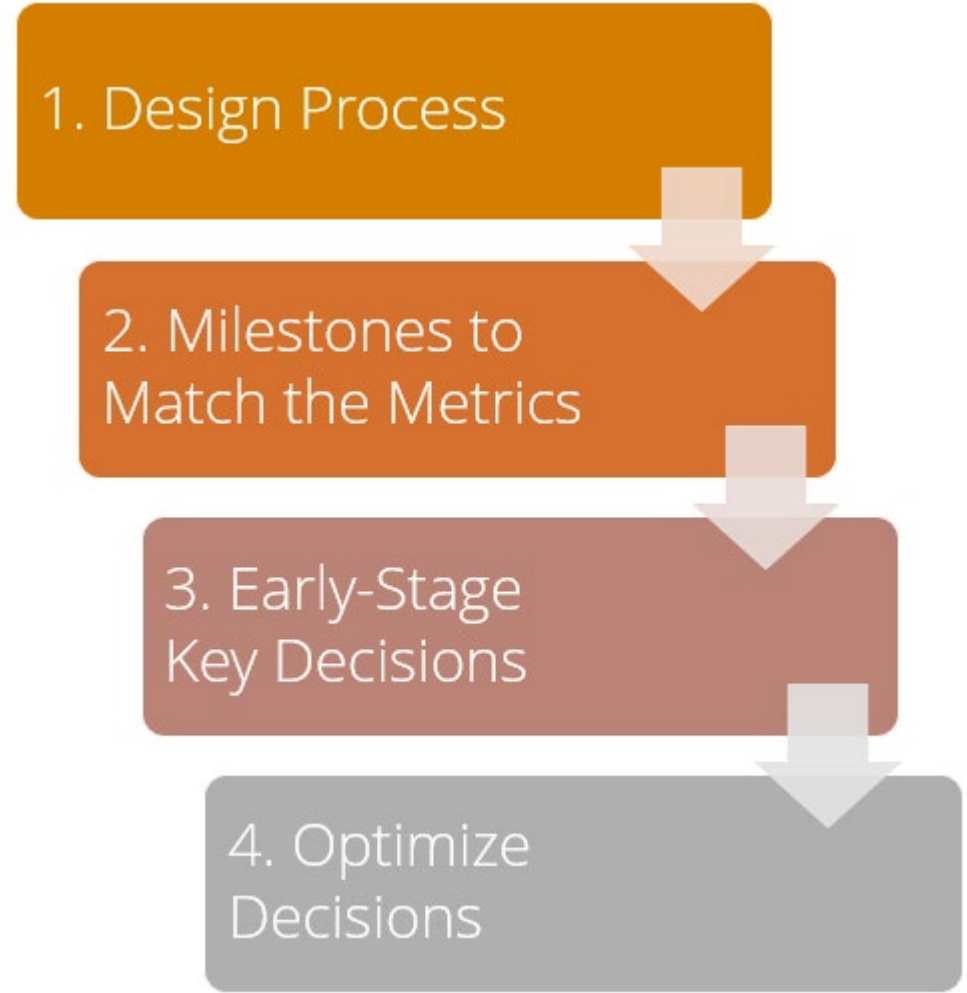 1. Design Process
2. Milestones to
Match the Metrics
3. Early-Stage
Key Decisions
4. Optimize
Decisions